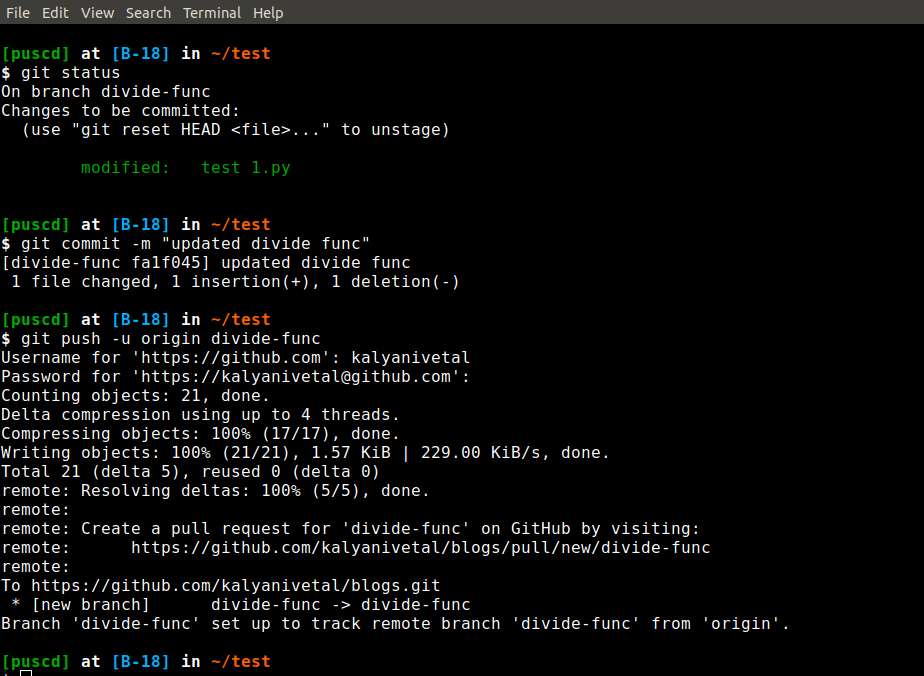 File Edit View Search Terminal Help
[puscd] at [B-18] in ~/test
$ git status
On branch divide-func
Changes to be committed:
  (use "git reset HEAD <file>..." to unstage)
        modified:   test 1.py
[puscd] at [B-18] in ~/test
$ git commit -m "updated divide func"
[divide-func fa1f045] updated divide func
 1 file changed, 1 insertion(+), 1 deletion(-)
[puscd] at [B-18] in ~/test
$ git push -u origin divide-func
Username for 'https://github.com': kalyanivetal
Password for 'https://kalyanivetal@github.com':
Counting objects: 21, done.
Delta compression using up to 4 threads.
Compressing objects: 100% (17/17), done.
Writing objects: 100% (21/21), 1.57 KiB | 229.00 KiB/s, done.
Total 21 (delta 5), reused 0 (delta 0)
remote: Resolving deltas: 100% (5/5), done.
remote:
remote: Create a pull request for 'divide-func' on GitHub by visiting:
remote:      https://github.com/kalyanivetal/blogs/pull/new/divide-func
remote:
To https://github.com/kalyanivetal/blogs.git
 * [new branch]      divide-func -> divide-func
Branch 'divide-func' set up to track remote branch 'divide-func' from 'origin'.
[puscd] at [B-18] in ~/test